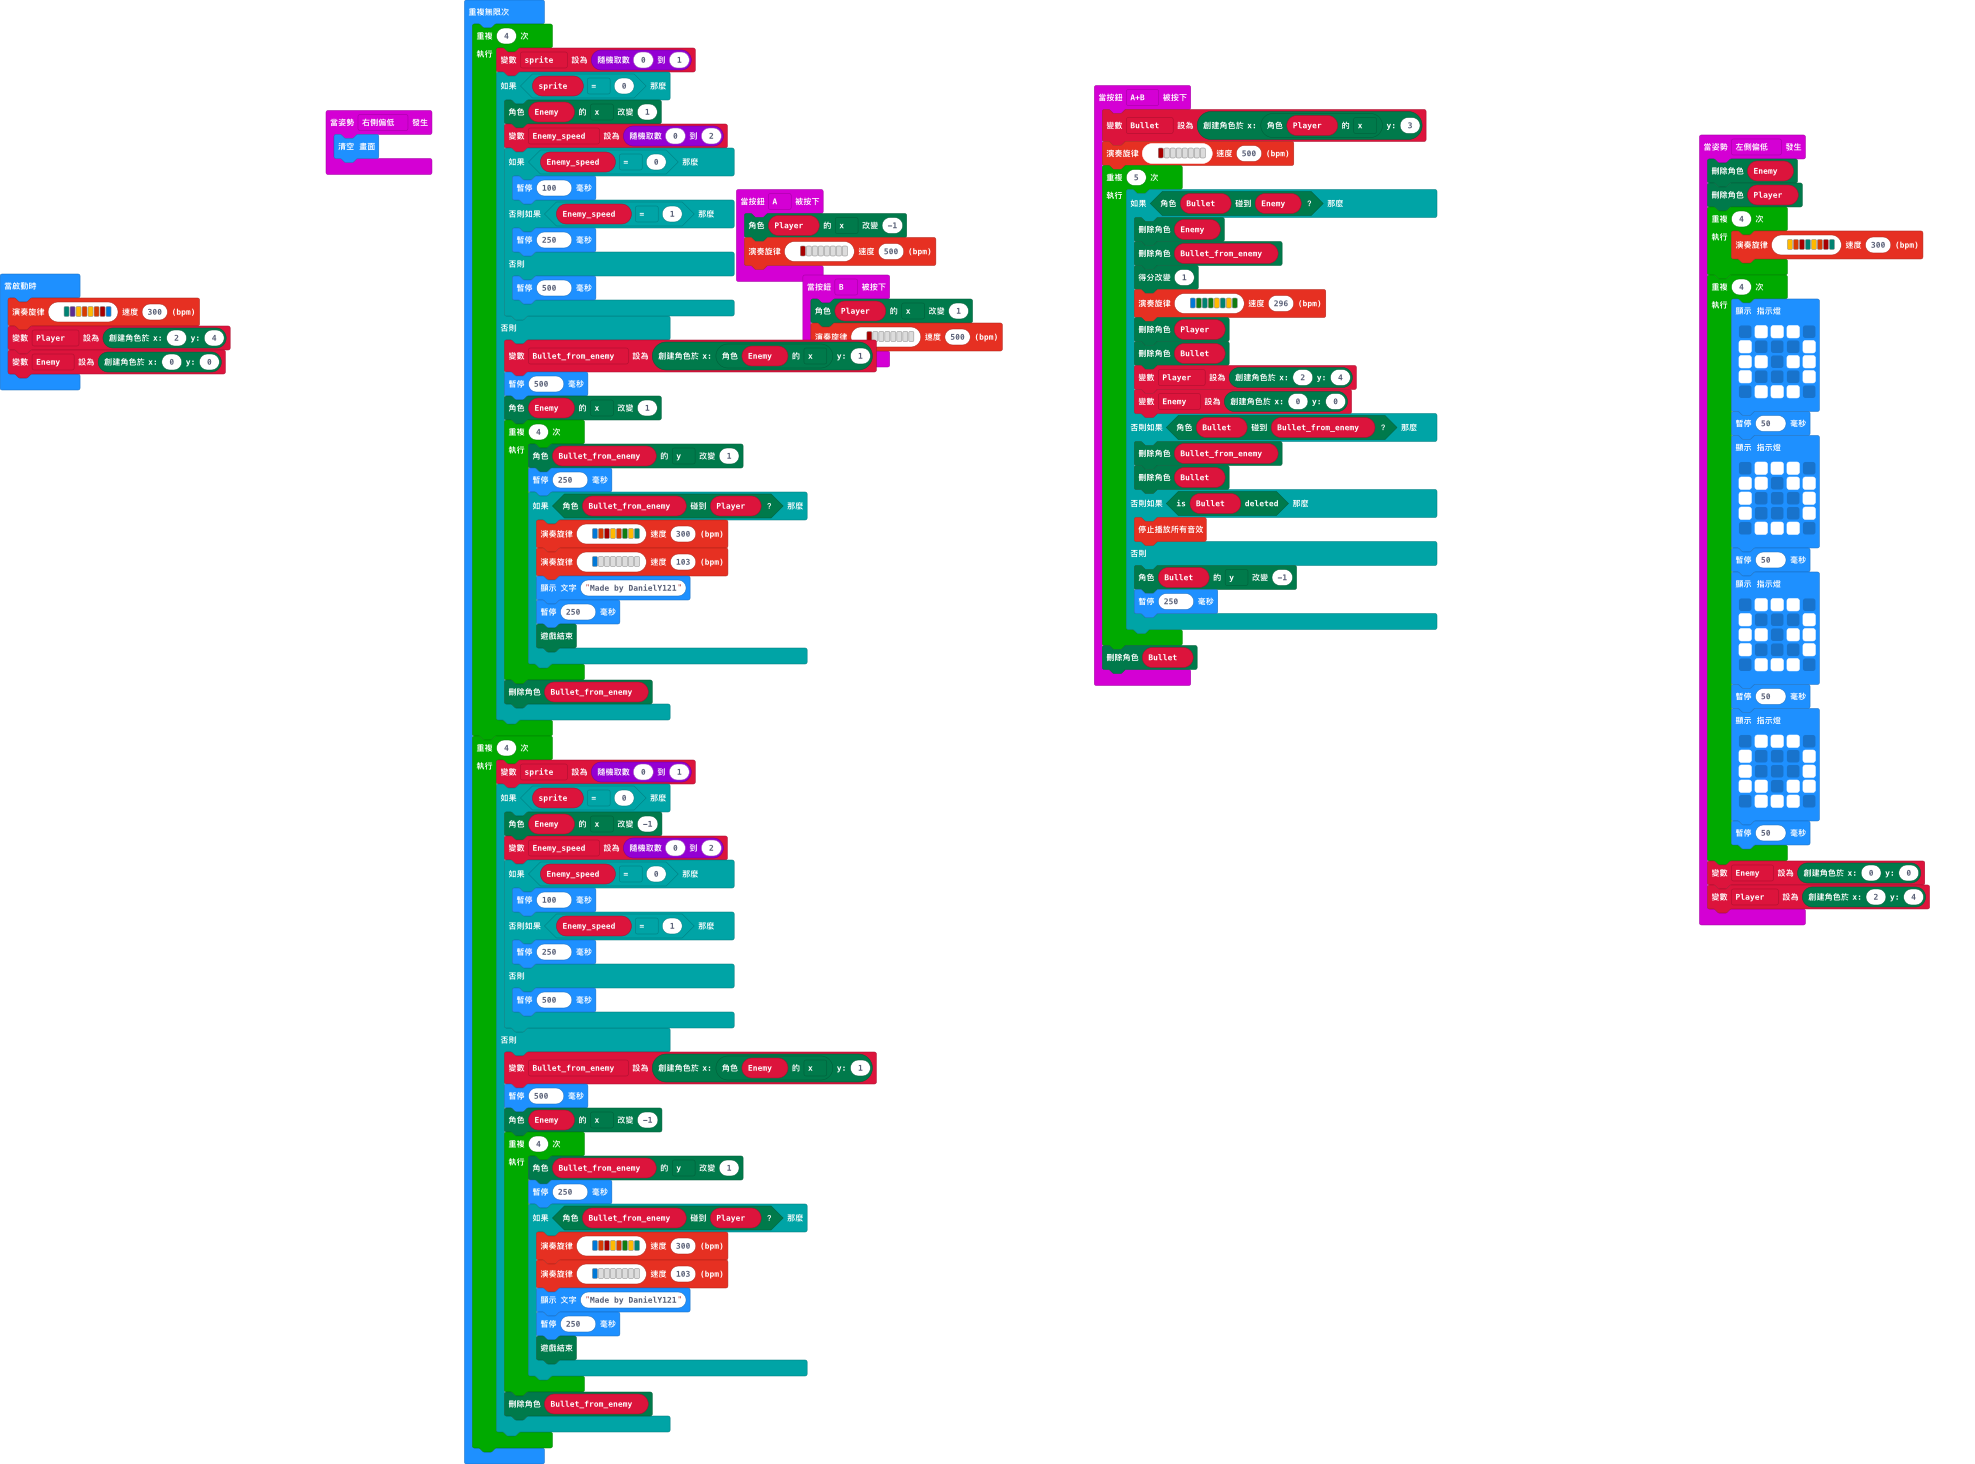 當啟動時
演奏旋律 速度 300 (bpm)
變數 Player 設為 創建角色於 x: 2 y: 4
變數 Enemy 設為 創建角色於 x: 0 y: 0
當姿勢 右側偏低 發生
清空 畫面
重複無限次
重複 4 次
執行
變數 sprite 設為 隨機取數 0 到 1
如果 sprite = 0 那麼
角色 Enemy 的 x 改變 1
變數 Enemy_speed 設為 隨機取數 0 到 2
如果 Enemy_speed = 0 那麼
暫停 100 毫秒
否則如果 Enemy_speed = 1 那麼
暫停 250 毫秒
否則
暫停 500 毫秒
否則
變數 Bullet_from_enemy 設為 創建角色於 x: 角色 Enemy 的 x y: 1
暫停 500 毫秒
角色 Enemy 的 x 改變 1
重複 4 次
執行
角色 Bullet_from_enemy 的 y 改變 1
暫停 250 毫秒
如果 角色 Bullet_from_enemy 碰到 Player ? 那麼
演奏旋律 速度 300 (bpm)
演奏旋律 速度 103 (bpm)
顯示 文字 "Made by DanielY121"
暫停 250 毫秒
遊戲結束
刪除角色 Bullet_from_enemy
重複 4 次
執行
變數 sprite 設為 隨機取數 0 到 1
如果 sprite = 0 那麼
角色 Enemy 的 x 改變 -1
變數 Enemy_speed 設為 隨機取數 0 到 2
如果 Enemy_speed = 0 那麼
暫停 100 毫秒
否則如果 Enemy_speed = 1 那麼
暫停 250 毫秒
否則
暫停 500 毫秒
否則
變數 Bullet_from_enemy 設為 創建角色於 x: 角色 Enemy 的 x y: 1
暫停 500 毫秒
角色 Enemy 的 x 改變 -1
重複 4 次
執行
角色 Bullet_from_enemy 的 y 改變 1
暫停 250 毫秒
如果 角色 Bullet_from_enemy 碰到 Player ? 那麼
演奏旋律 速度 300 (bpm)
演奏旋律 速度 103 (bpm)
顯示 文字 "Made by DanielY121"
暫停 250 毫秒
遊戲結束
刪除角色 Bullet_from_enemy
當按鈕 A 被按下
角色 Player 的 x 改變 -1
演奏旋律 速度 500 (bpm)
當按鈕 B 被按下
角色 Player 的 x 改變 1
演奏旋律 速度 500 (bpm)
當按鈕 A+B 被按下
變數 Bullet 設為 創建角色於 x: 角色 Player 的 x y: 3
演奏旋律 速度 500 (bpm)
重複 5 次
執行
如果 角色 Bullet 碰到 Enemy ? 那麼
刪除角色 Enemy
刪除角色 Bullet_from_enemy
得分改變 1
演奏旋律 速度 296 (bpm)
刪除角色 Player
刪除角色 Bullet
變數 Player 設為 創建角色於 x: 2 y: 4
變數 Enemy 設為 創建角色於 x: 0 y: 0
否則如果 角色 Bullet 碰到 Bullet_from_enemy ? 那麼
刪除角色 Bullet_from_enemy
刪除角色 Bullet
否則如果 is Bullet deleted 那麼
停止播放所有音效
否則
角色 Bullet 的 y 改變 -1
暫停 250 毫秒
刪除角色 Bullet
當姿勢 左側偏低 發生
刪除角色 Enemy
刪除角色 Player
重複 4 次
執行
演奏旋律 速度 300 (bpm)
重複 4 次
執行
顯示 指示燈
暫停 50 毫秒
顯示 指示燈
暫停 50 毫秒
顯示 指示燈
暫停 50 毫秒
顯示 指示燈
暫停 50 毫秒
變數 Enemy 設為 創建角色於 x: 0 y: 0
變數 Player 設為 創建角色於 x: 2 y: 4